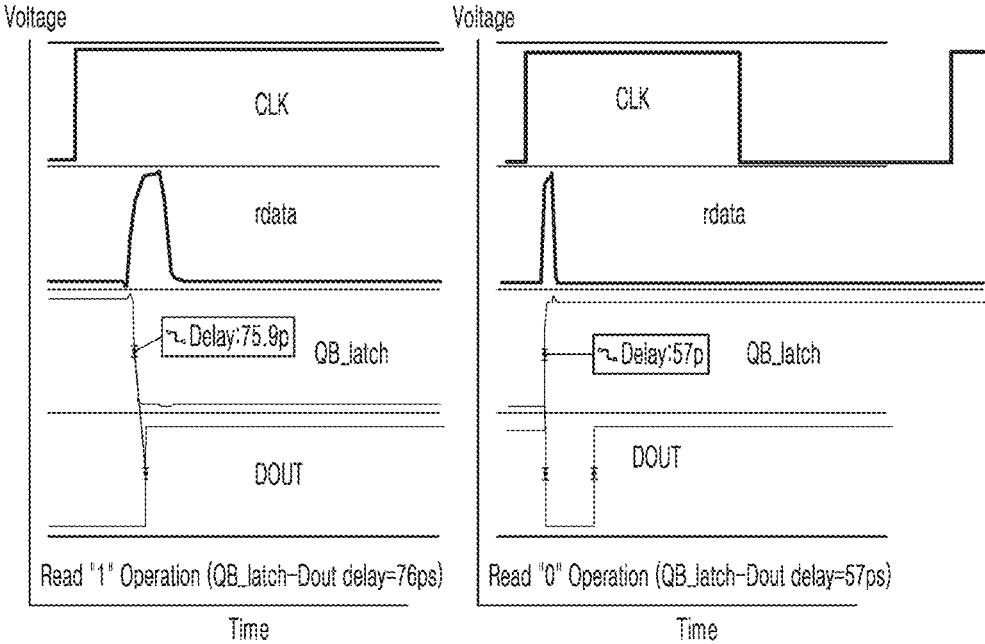 Voltage
CLK
rdata
Delay:75.9p
QB_latch
DOUT
Read "1" Operation (QB_latch-Dout delay=76ps)
Time
Voltage
CLK
rdata
Delay:57p
QB_latch
DOUT
Read "0" Operation (QB_latch-Dout delay=57ps)
Time